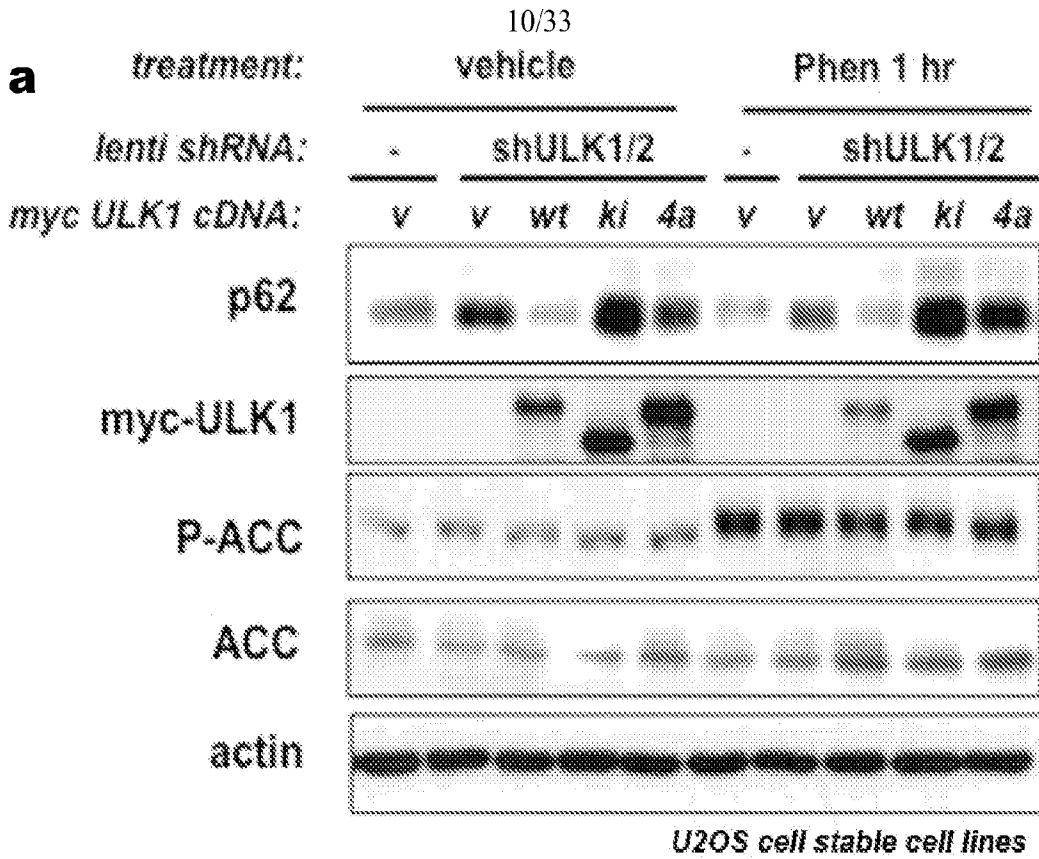 10/33
a treatment: vehicle Phen 1 hr
lenti shRNA: - shULK1/2 - shULK1/2
myc ULK1 cDNA: v v wt ki 4a v v wt ki 4a
p62
myc-ULK1
P-ACC
ACC
actin
U2OS cell stable cell lines